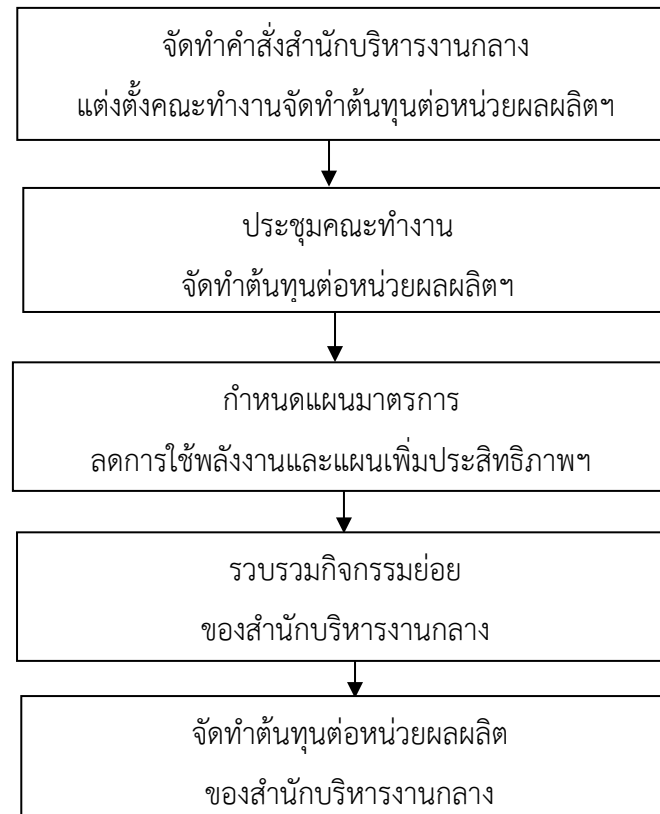 จัดทำคำสั่งสำนักบริหารงานกลาง
แต่งตั้งคณะทำงานจัดทำต้นทุนต่อหน่วยผลผลิตฯ
ประชุมคณะทำงาน
จัดทำต้นทุนต่อหน่วยผลผลิตฯ
กำหนดแผนมาตรการ
ลดการใช้พลังงานและแผนเพิ่มประสิทธิภาพฯ
รวบรวมกิจกรรมย่อย
ของสำนักบริหารงานกลาง
จัดทำต้นทุนต่อหน่วยผลผลิต
ของสำนักบริหารงานกลาง